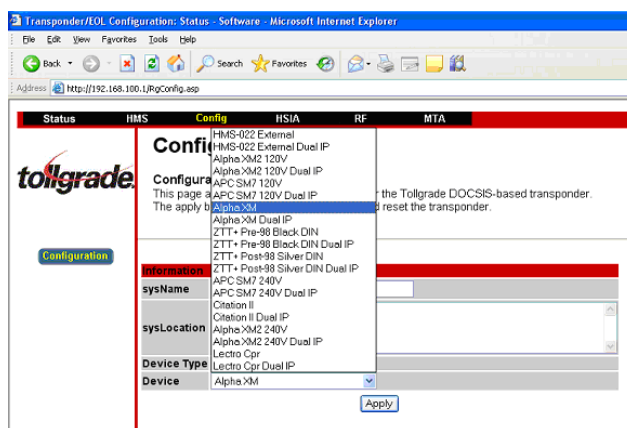 Transponder/EOL Configuration: Status - Software - Microsoft Internet Explorer
File Edit View Favorites Tools Help
Back Search Favorites
Address http://192.168.100.1/RgConfig.asp
Status HMS Config HSIA RF MTA
tollgrade
Config
Configura
This page a r the Tollgrade DOCSIS-based transponder.
The apply b d reset the transponder.
Configuration
HMS-022 External
HMS-022 External Dual IP
Alpha XM2 120V
Alpha XM2 120V Dual IP
APC SM7 120V
APC SM7 120V Dual IP
Alpha XM
Alpha XM Dual IP
ZTT+ Pre-98 Black DIN
ZTT+ Pre-98 Black DIN Dual IP
ZTT+ Post-98 Silver DIN
ZTT+ Post-98 Silver DIN Dual IP
APC SM7 240V
APC SM7 240V Dual IP
Citation II
Citation II Dual IP
Alpha XM2 240V
Alpha XM2 240V Dual IP
Lectro Cpr
Lectro Cpr Dual IP
Information
sysName
sysLocation
Device Type
Device Alpha XM
Apply